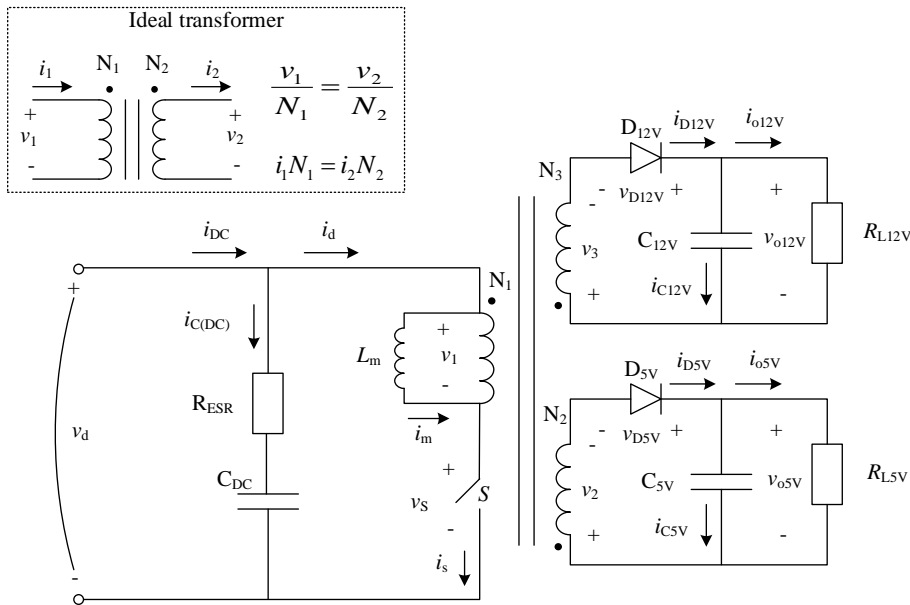 Ideal transformer
i1 N1 N2 i2
+ v1 -
+ v2 -
v1/N1 = v2/N2
i1N1 = i2N2
iDC id
+ vd -
iC(DC)
RESR
CDC
Lm
+ v1 -
N1
im
+ vS -
S
is
D12V iD12V io12V
N3
- vD12V +
- v3 +
C12V
iC12V
+ vo12V -
RL12V
D5V iD5V io5V
N2
- vD5V +
- v2 +
C5V
iC5V
+ vo5V -
RL5V